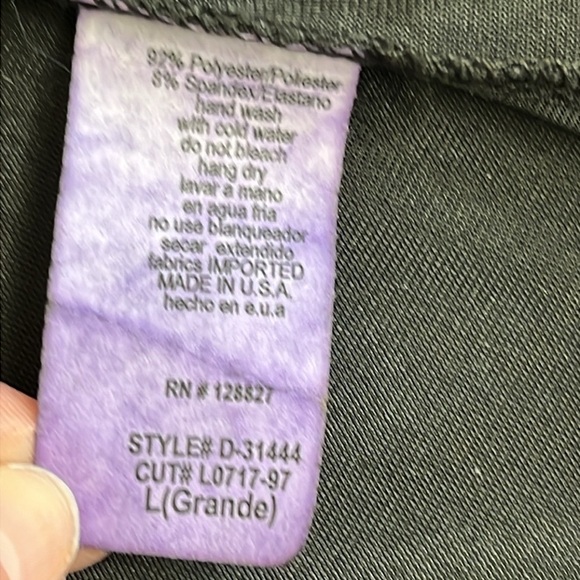 92% Polyester/Poliester
8% Spandex/Elastano
hand wash
with cold water
do not bleach
hang dry
lavar a mano
en agua fria
no use blanqueador
secar extendido
fabrics IMPORTED
MADE IN U.S.A.
hecho en e.u.a
RN # 128827
STYLE# D-31444
CUT# L0717-97
L(Grande)